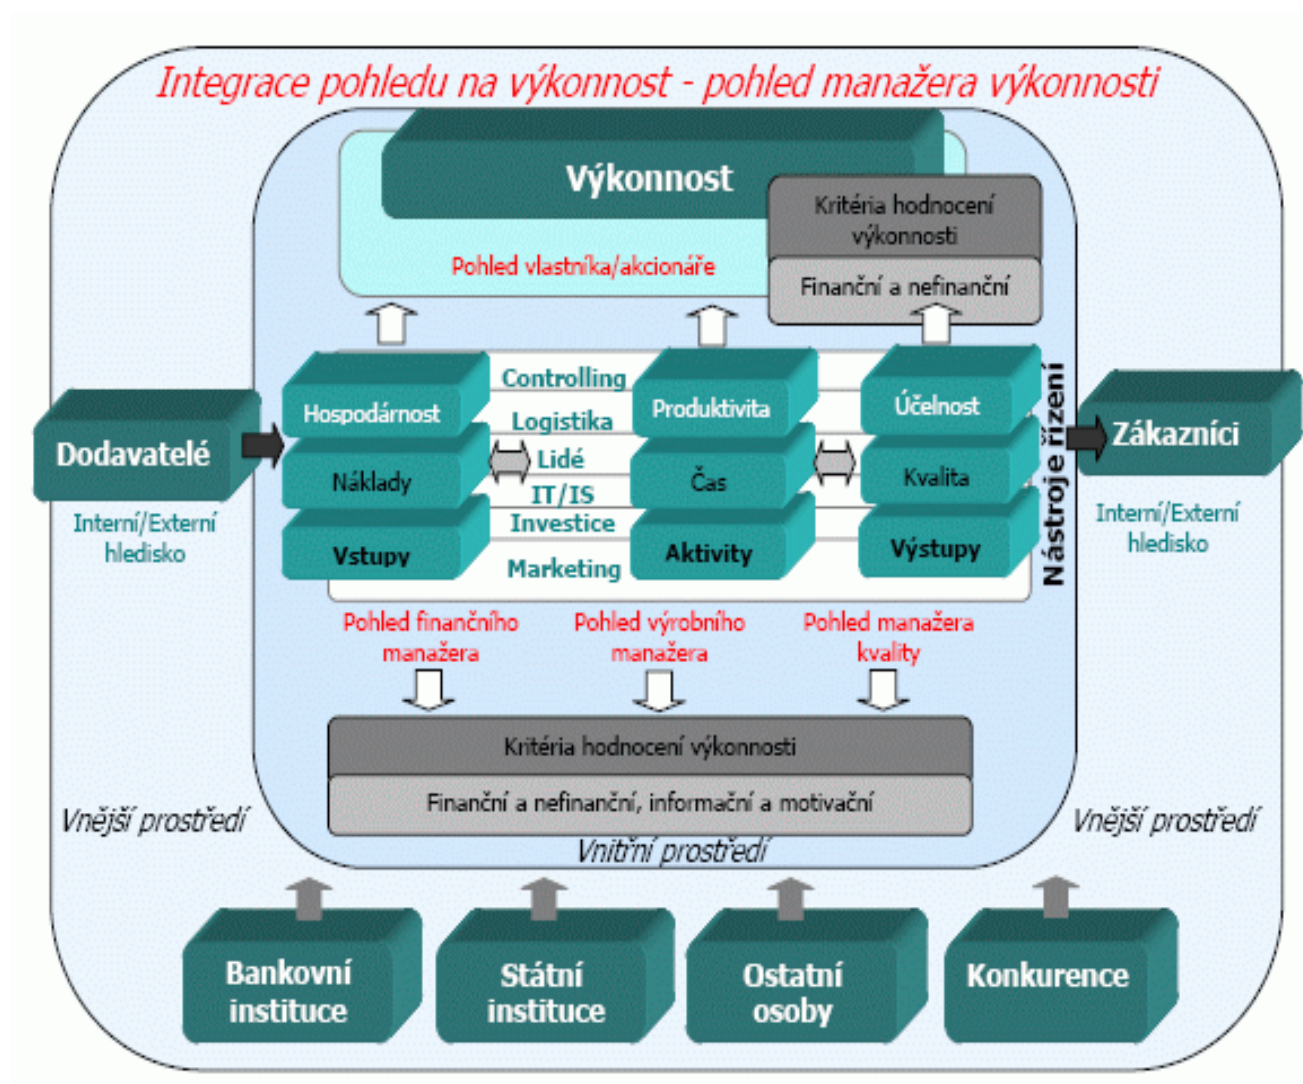 Integrace pohledu na výkonnost - pohled manažera výkonnosti
Výkonnost
Kritéria hodnocení
výkonnosti
Finanční a nefinanční
Pohled vlastníka/akcionáře
Dodavatelé
Interní/Externí
hledisko
Hospodárnost
Náklady
Vstupy
Controlling
Logistika
Lidé
IT/IS
Investice
Marketing
Produktivita
Čas
Aktivity
Účelnost
Kvalita
Výstupy
Nástroje řízení
Zákazníci
Interní/Externí
hledisko
Pohled finančního
manažera
Pohled výrobního
manažera
Pohled manažera
kvality
Kritéria hodnocení výkonnosti
Finanční a nefinanční, informační a motivační
Vnější prostředí
Vnitřní prostředí
Vnější prostředí
Bankovní
instituce
Státní
instituce
Ostatní
osoby
Konkurence